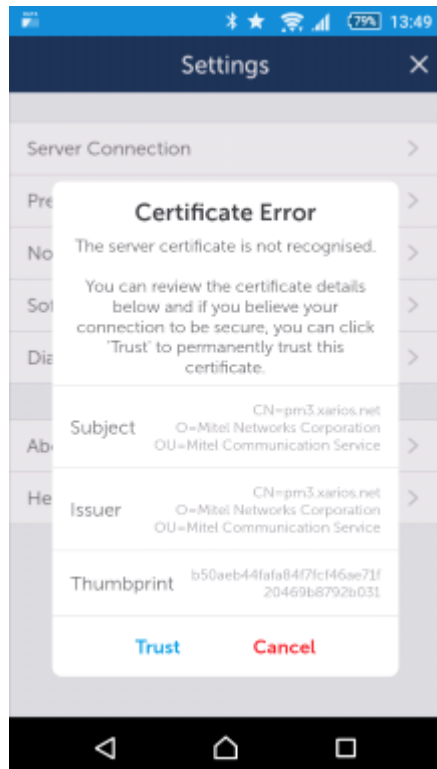 79% 13:49
Settings
Server Connection
Pre
Certificate Error
The server certificate is not recognised.
No
You can review the certificate details
Sof
below and if you believe your
connection to be secure, you can click
'Trust' to permanently trust this
Dia
certificate.
CN=pm3.xarios.net
Subject O=Mitel Networks Corporation
Ab
OU=Mitel Communication Service
CN=pm3.xarios.net
He
Issuer O=Mitel Networks Corporation
OU=Mitel Communication Service
Thumbprint b50aeb44fafa84f7fcf46ae71f
20469b8792b031
Trust Cancel